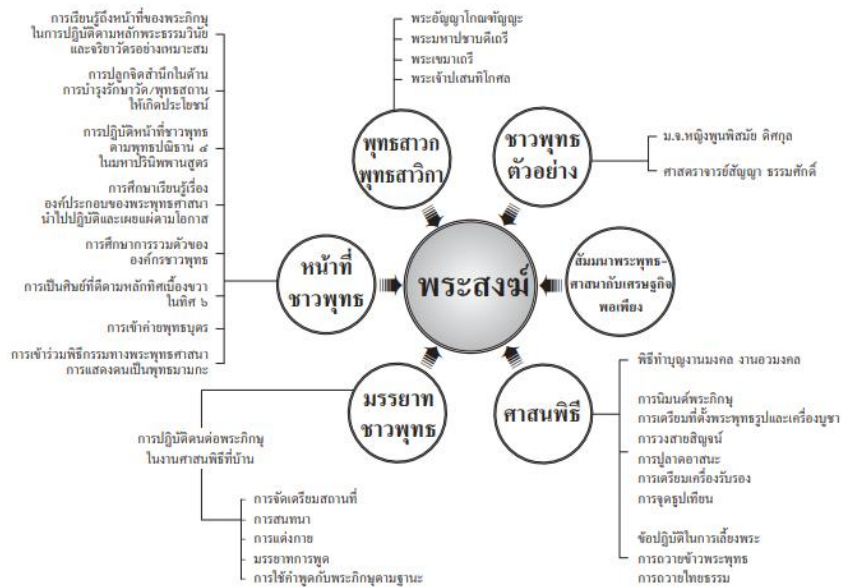 การเรียนรู้ถึงหน้าที่ของพระภิกษุ
ในการปฏิบัติตามหลักพระธรรมวินัย
และจริยาวัตรอย่างเหมาะสม
การปลูกจิตสำนึกในด้าน
การบำรุงรักษาวัด/พุทธสถาน
ให้เกิดประโยชน์
การปฏิบัติหน้าที่ชาวพุทธ
ตามพุทธปณิธาน ๔
ในมหาปรินิพพานสูตร
การศึกษาเรียนรู้เรื่อง
องค์ประกอบของพระพุทธศาสนา
นำไปปฏิบัติและเผยแผ่ตามโอกาส
การศึกษาการรวมตัวของ
องค์กรชาวพุทธ
การเป็นศิษย์ที่ดีตามหลักทิศเบื้องขวา
ในทิศ ๖
การเข้าค่ายพุทธบุตร
การเข้าร่วมพิธีกรรมทางพระพุทธศาสนา
การแสดงตนเป็นพุทธมามกะ
หน้าที่
ชาวพุทธ
พระอัญญาโกณฑัญญะ
พระมหาปชาบดีเถรี
พระเขมาเถรี
พระเจ้าปเสนทิโกศล
พุทธสาวก
พุทธสาวิกา
ชาวพุทธ
ตัวอย่าง
ม.จ.หญิงพูนพิสมัย ดิศกุล
ศาสตราจารย์สัญญา ธรรมศักดิ์
พระสงฆ์
สัมมนาพระพุทธ-
ศาสนากับเศรษฐกิจ
พอเพียง
มรรยาท
ชาวพุทธ
การปฏิบัติตนต่อพระภิกษุ
ในงานศาสนพิธีที่บ้าน
การจัดเตรียมสถานที่
การสนทนา
การแต่งกาย
มรรยาทการพูด
การใช้คำพูดกับพระภิกษุตามฐานะ
ศาสนพิธี
พิธีทำบุญงานมงคล งานอวมงคล
การนิมนต์พระภิกษุ
การเตรียมที่ตั้งพระพุทธรูปและเครื่องบูชา
การวงสายสิญจน์
การปูลาดอาสนะ
การเตรียมเครื่องรับรอง
การจุดธูปเทียน
ข้อปฏิบัติในการเลี้ยงพระ
การถวายข้าวพระพุทธ
การถวายไทยธรรม